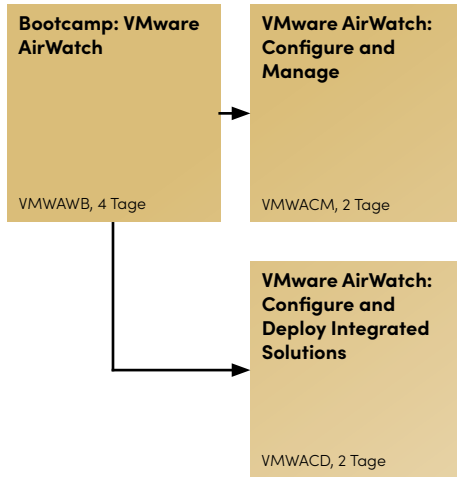 Bootcamp: VMware
AirWatch
VMWAWB, 4 Tage
VMware AirWatch:
Configure and
Manage
VMWACM, 2 Tage
VMware AirWatch:
Configure and
Deploy Integrated
Solutions
VMWACD, 2 Tage